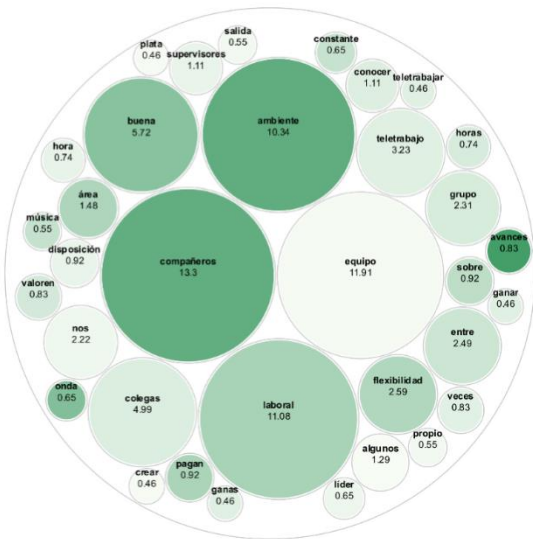 salida
0.55
plata
0.46
supervisores
1.11
constante
0.65
conocer
1.11
teletrabajar
0.46
buena
5.72
ambiente
10.34
teletrabajo
3.23
horas
0.74
hora
0.74
área
1.48
grupo
2.31
música
0.55
avances
0.83
disposición
0.92
compañeros
13.3
equipo
11.91
sobre
0.92
valoren
0.83
ganar
0.46
nos
2.22
entre
2.49
onda
0.65
colegas
4.99
laboral
11.08
flexibilidad
2.59
veces
0.83
propio
0.55
algunos
1.29
crear
0.46
pagan
0.92
líder
0.65
ganas
0.46